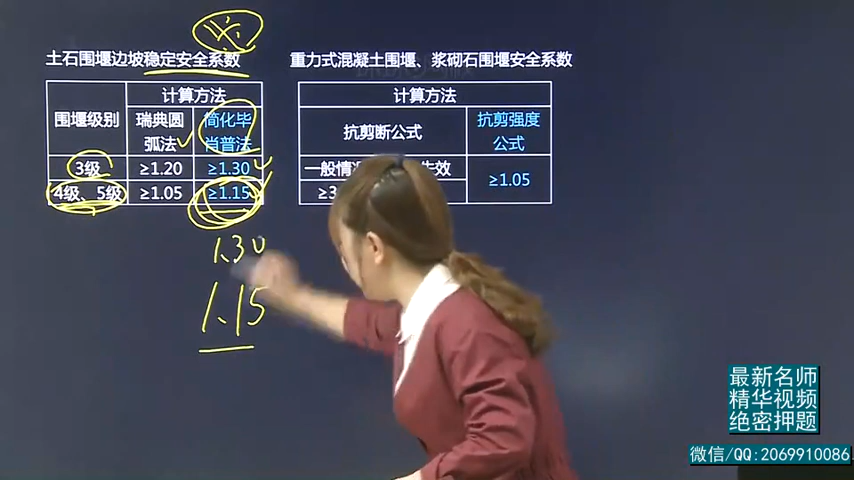 土石围堰边坡稳定安全系数
围堰级别
计算方法
瑞典圆
弧法
简化毕
肖普法
3级
≥1.20
≥1.30
4级、5级
≥1.05
≥1.15
1.30
1.15
重力式混凝土围堰、浆砌石围堰安全系数
计算方法
抗剪断公式
抗剪强度
公式
一般情
失效
≥3
≥1.05
最新名师
精华视频
绝密押题
微信/QQ:2069910086